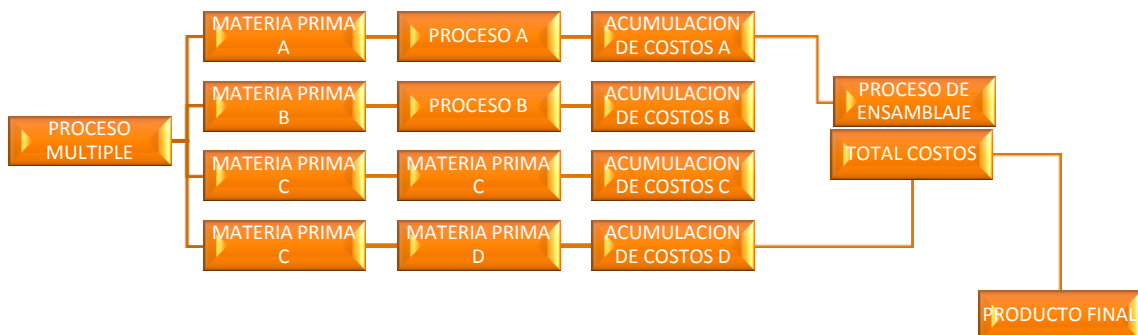 MATERIA PRIMA
A
PROCESO A
ACUMULACION
DE COSTOS A
MATERIA PRIMA
B
PROCESO B
ACUMULACION
DE COSTOS B
PROCESO DE
ENSAMBLAJE
PROCESO
MULTIPLE
TOTAL COSTOS
MATERIA PRIMA
C
MATERIA PRIMA
C
ACUMULACION
DE COSTOS C
MATERIA PRIMA
C
MATERIA PRIMA
D
ACUMULACION
DE COSTOS D
PRODUCTO FINAL